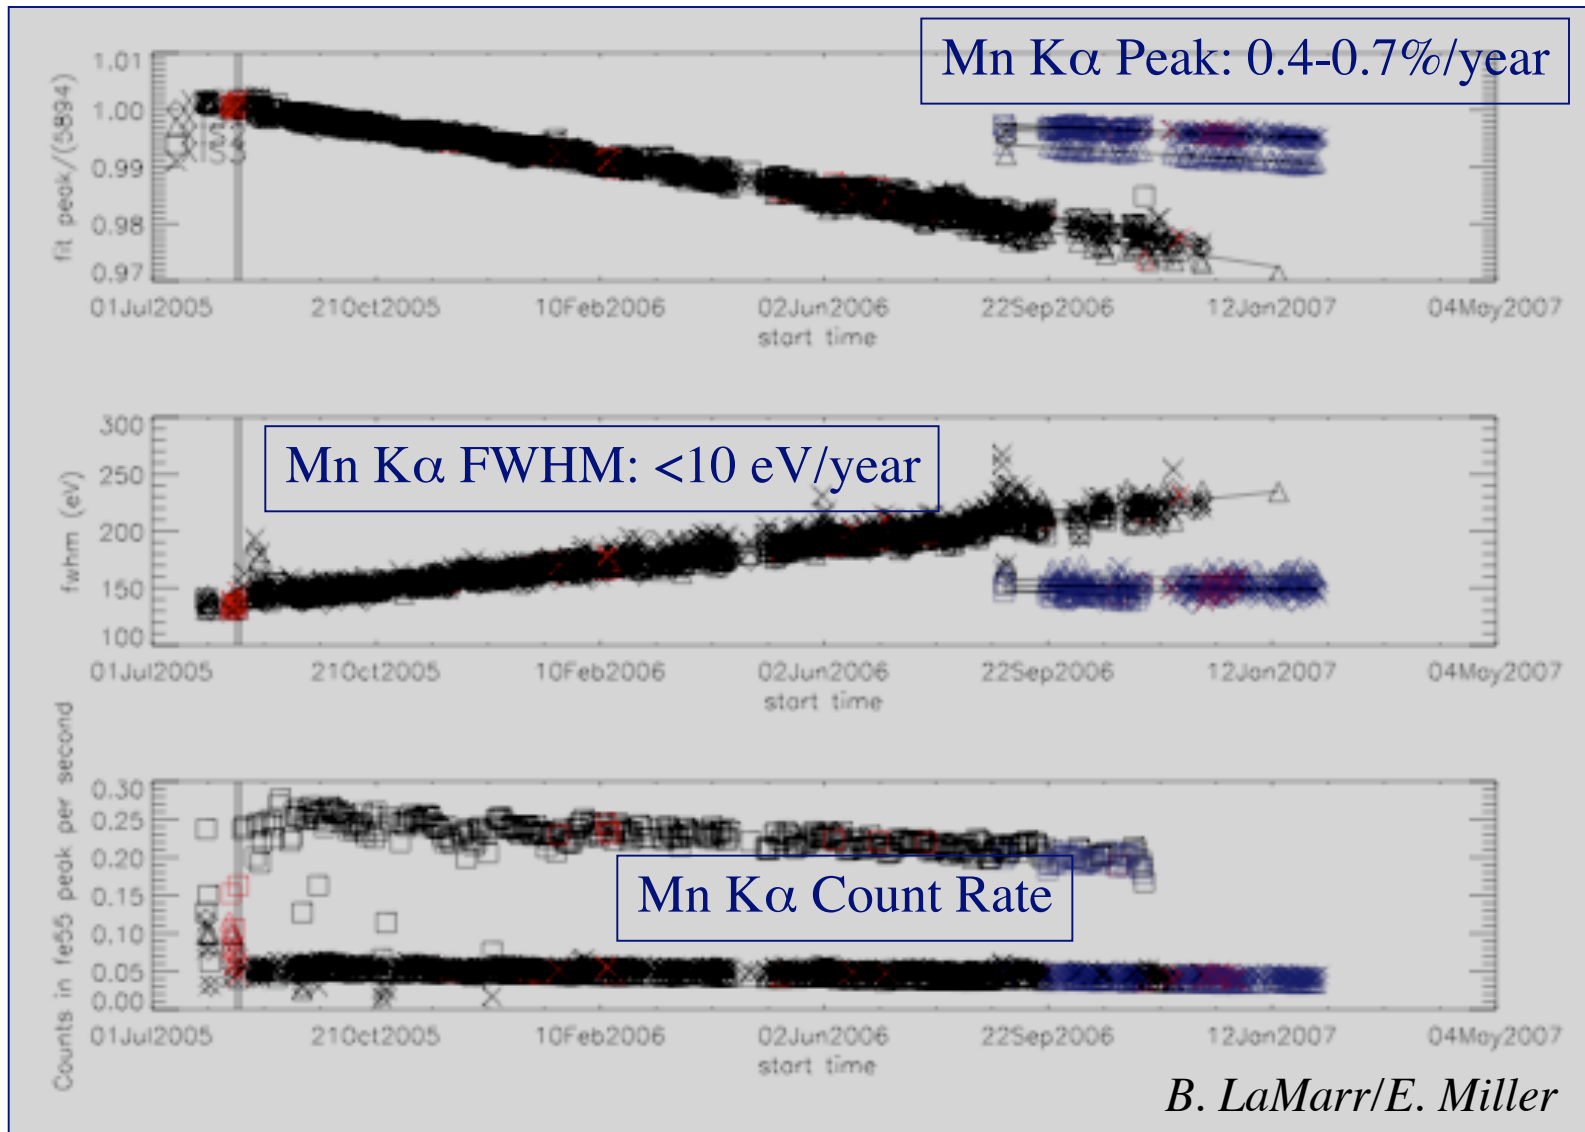 Mn Kα Peak: 0.4-0.7%/year
fit peak/(5894)
1.01
1.00
0.99
0.98
0.97
01Jul2005 21Oct2005 10Feb2006 02Jun2006 22Sep2006 12Jan2007 04May2007
start time
Mn Kα FWHM: <10 eV/year
fwhm (eV)
300
250
200
150
100
01Jul2005 21Oct2005 10Feb2006 02Jun2006 22Sep2006 12Jan2007 04May2007
start time
Mn Kα Count Rate
Counts in fe55 peak per second
0.30
0.25
0.20
0.15
0.10
0.05
0.00
01Jul2005 21Oct2005 10Feb2006 02Jun2006 22Sep2006 12Jan2007 04May2007
start time
B. LaMarr/E. Miller